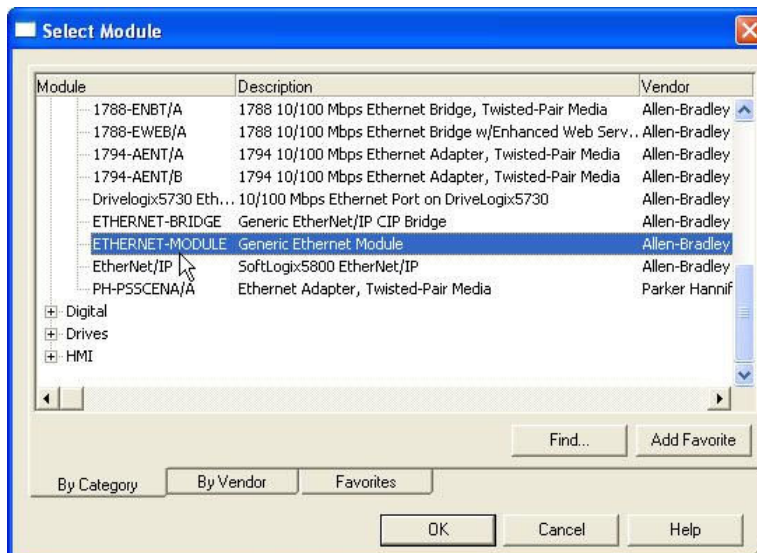 Select Module
Module Description Vendor
1788-ENBT/A 1788 10/100 Mbps Ethernet Bridge, Twisted-Pair Media Allen-Bradley
1788-EWEB/A 1788 10/100 Mbps Ethernet Bridge w/Enhanced Web Serv... Allen-Bradley
1794-AENT/A 1794 10/100 Mbps Ethernet Adapter, Twisted-Pair Media Allen-Bradley
1794-AENT/B 1794 10/100 Mbps Ethernet Adapter, Twisted-Pair Media Allen-Bradley
Drivelogix5730 Eth... 10/100 Mbps Ethernet Port on DriveLogix5730 Allen-Bradley
ETHERNET-BRIDGE Generic EtherNet/IP CIP Bridge Allen-Bradley
ETHERNET-MODULE Generic Ethernet Module Allen-Bradley
EtherNet/IP SoftLogix5800 EtherNet/IP Allen-Bradley
PH-PSSCENA/A Ethernet Adapter, Twisted-Pair Media Parker Hannif
Digital
Drives
HMI
Find... Add Favorite
By Category By Vendor Favorites
OK Cancel Help